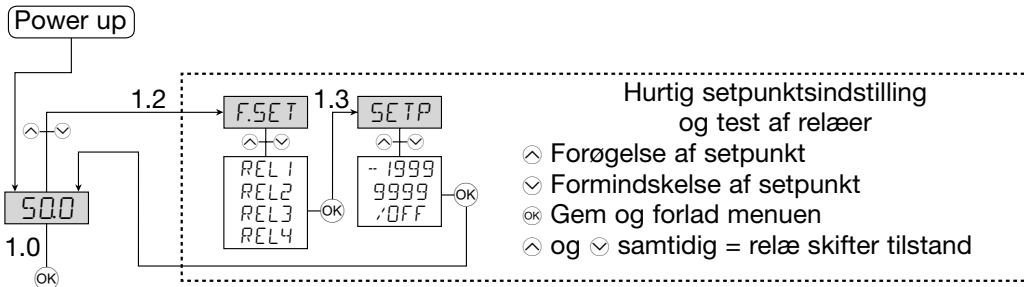 Power up
1.2
F.SET
1.3
SETP
Hurtig setpunktsindstilling
og test af relæer
Forøgelse af setpunkt
Formindskelse af setpunkt
OK Gem og forlad menuen
og samtidig = relæ skifter tilstand
REL1
REL2
REL3
REL4
OK
-1999
9999
/OFF
OK
50.0
1.0
OK